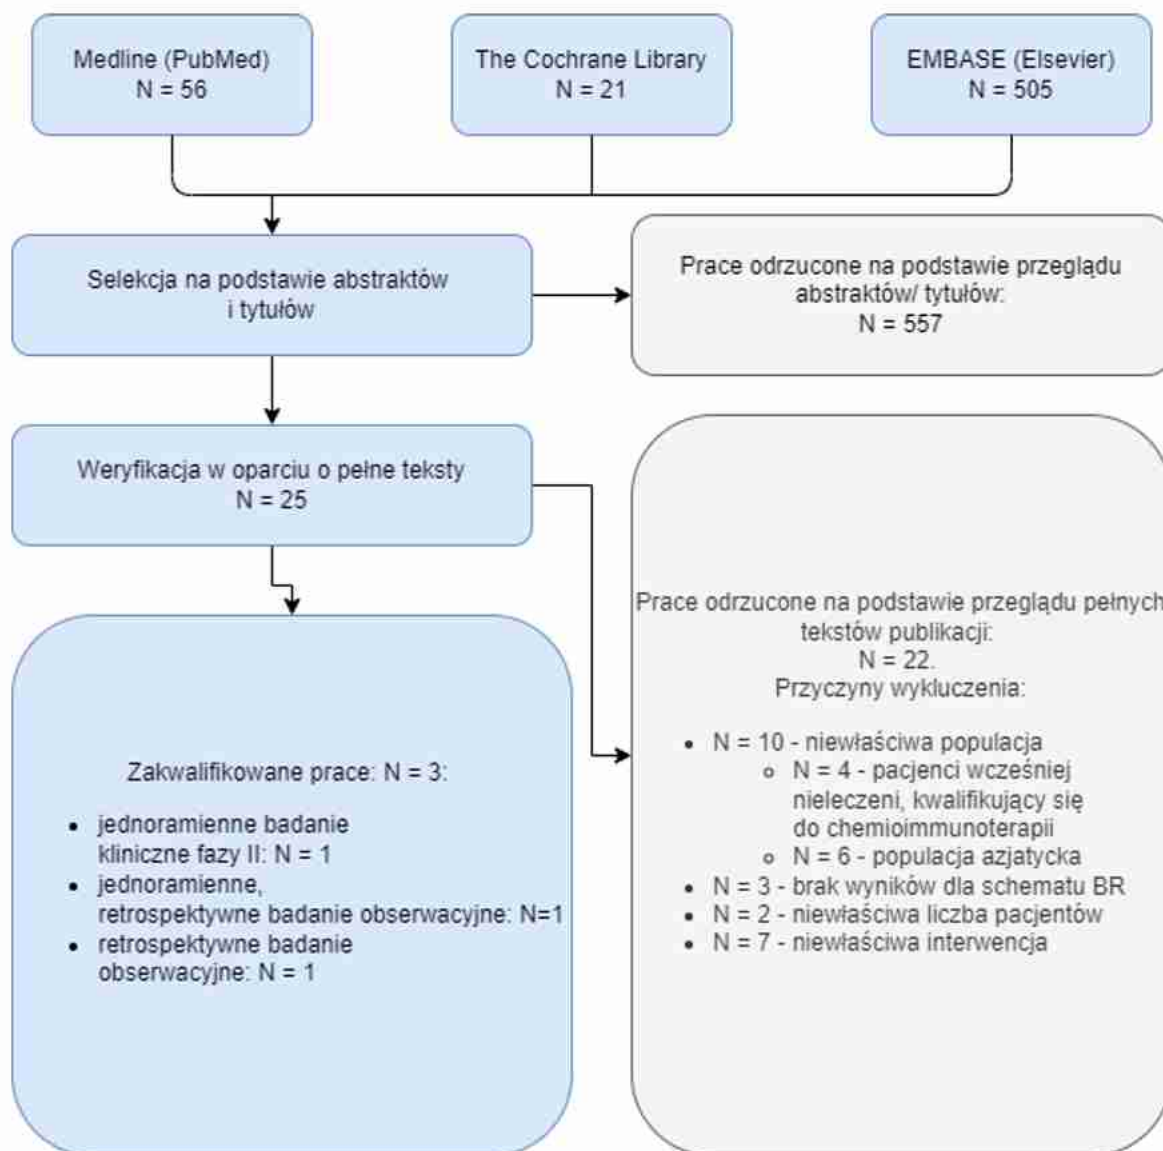 Medline (PubMed)
N = 56
The Cochrane Library
N = 21
EMBASE (Elsevier)
N = 505
Selekcja na podstawie abstraktów
i tytułów
Prace odrzucone na podstawie przeglądu
abstraktów/ tytułów:
N = 557
Weryfikacja w oparciu o pełne teksty
N = 25
Prace odrzucone na podstawie przeglądu pełnych
tekstów publikacji:
N = 22.
Przyczyny wykluczenia:
• N = 10 - niewłaściwa populacja
o N = 4 - pacjenci wcześniej
nieleczeni, kwalifikujący się
do chemioimmunoterapii
o N = 6 - populacja azjatycka
• N = 3 - brak wyników dla schematu BR
• N = 2 - niewłaściwa liczba pacjentów
• N = 7 - niewłaściwa interwencja
Zakwalifikowane prace: N = 3:
• jednoramienne badanie
kliniczne fazy II: N = 1
• jednoramienne,
retrospektywne badanie obserwacyjne: N=1
• retrospektywne badanie
obserwacyjne: N = 1